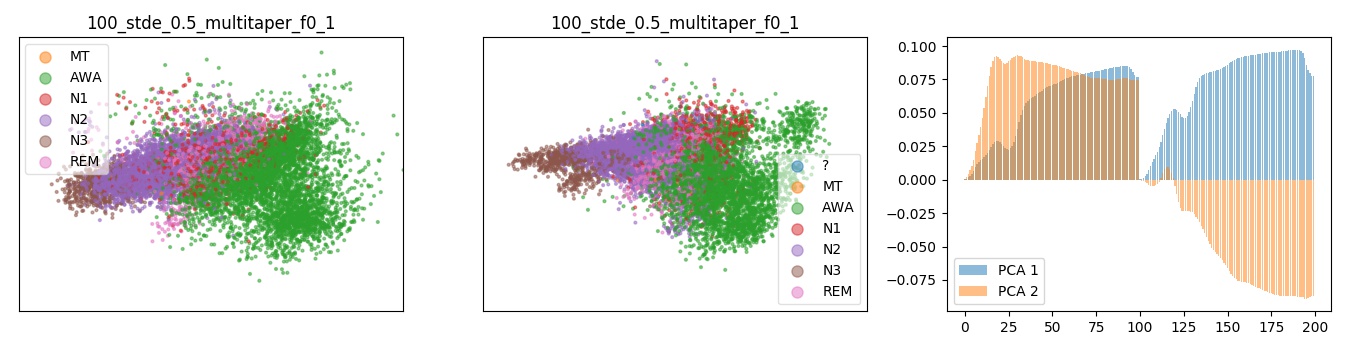 100_stde_0.5_multitaper_f0_1
MT
AWA
N1
N2
N3
REM
100_stde_0.5_multitaper_f0_1
?
MT
AWA
N1
N2
N3
REM
0.100
0.075
0.050
0.025
0.000
−0.025
−0.050
−0.075
PCA 1
PCA 2
0 25 50 75 100 125 150 175 200